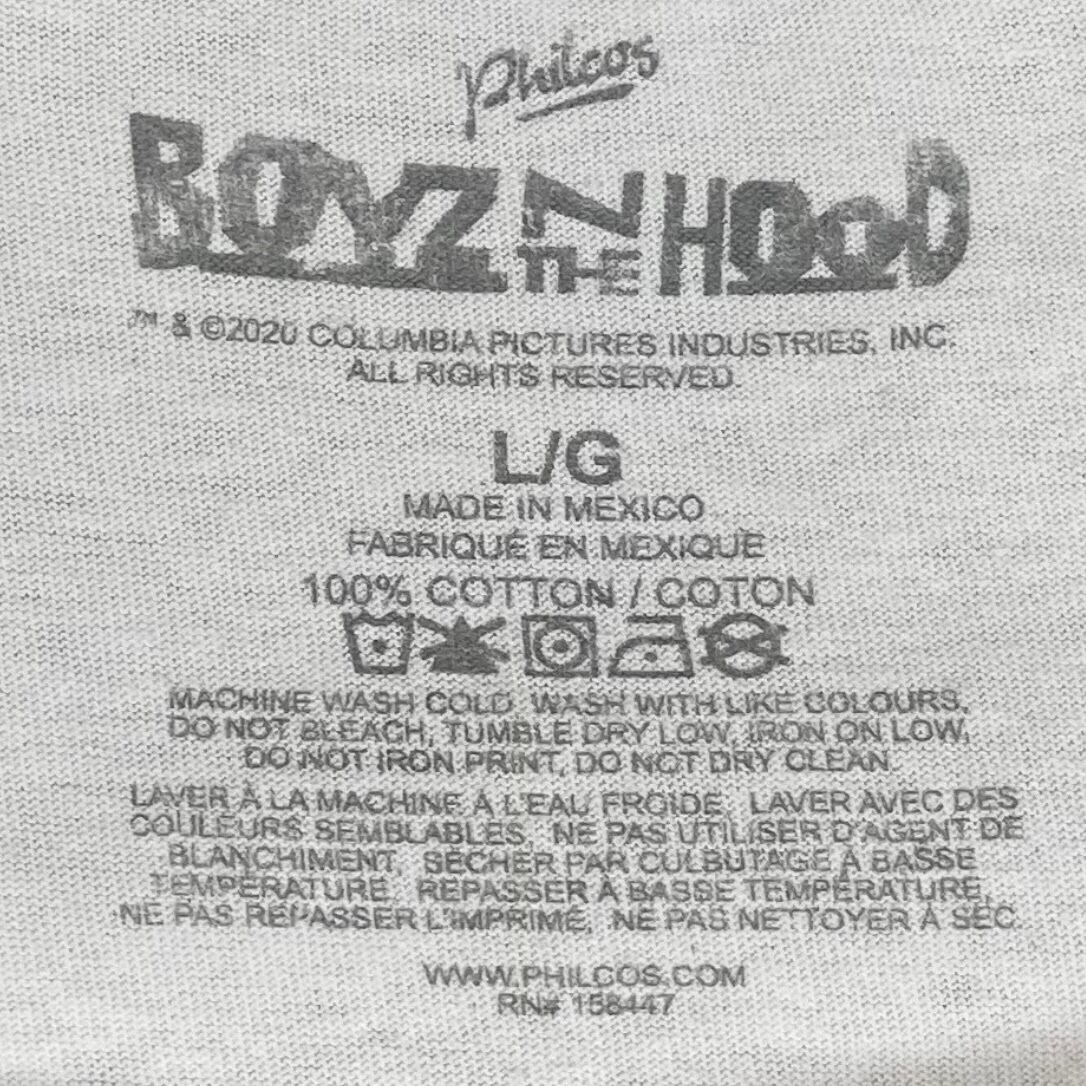 Philcos
BOYZ N THE HOOD
™ & ©2020 COLUMBIA PICTURES INDUSTRIES, INC.
ALL RIGHTS RESERVED.
L/G
MADE IN MEXICO
FABRIQUÉ EN MEXIQUE
100% COTTON / COTON
MACHINE WASH COLD. WASH WITH LIKE COLOURS,
DO NOT BLEACH, TUMBLE DRY LOW, IRON ON LOW,
DO NOT IRON PRINT, DO NOT DRY CLEAN.
LAVER À LA MACHINE À L'EAU FROIDE, LAVER AVEC DES
COULEURS SEMBLABLES, NE PAS UTILISER D'AGENT DE
BLANCHIMENT, SÉCHER PAR CULBUTAGE À BASSE
TEMPÉRATURE, REPASSER À BASSE TEMPÉRATURE,
NE PAS REPASSER L'IMPRIMÉ, NE PAS NETTOYER À SEC.
WWW.PHILCOS.COM
RN# 158447